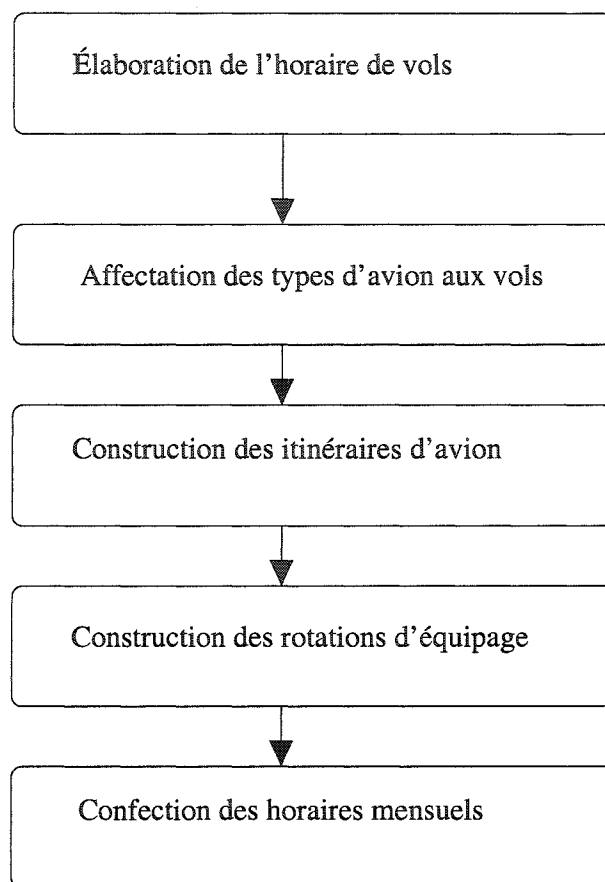 Élaboration de l'horaire de vols
Affectation des types d'avion aux vols
Construction des itinéraires d'avion
Construction des rotations d'équipage
Confection des horaires mensuels